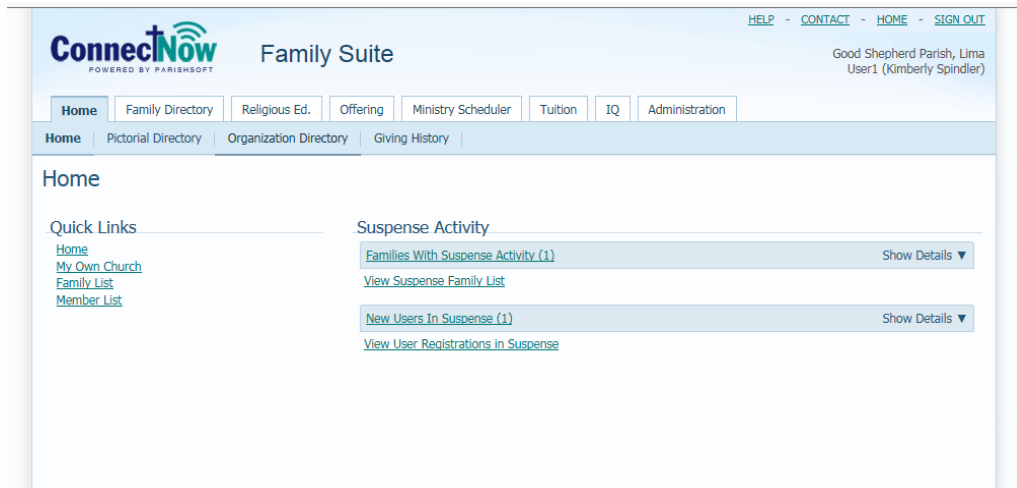 HELP - CONTACT - HOME - SIGN OUT
ConnectNow
POWERED BY PARISHSOFT
Family Suite
Good Shepherd Parish, Lima
User1 (Kimberly Spindler)
Home Family Directory Religious Ed. Offering Ministry Scheduler Tuition IQ Administration
Home Pictorial Directory Organization Directory Giving History
Home
Quick Links
Home
My Own Church
Family List
Member List
Suspense Activity
Families With Suspense Activity (1) Show Details ▼
View Suspense Family List
New Users In Suspense (1) Show Details ▼
View User Registrations in Suspense